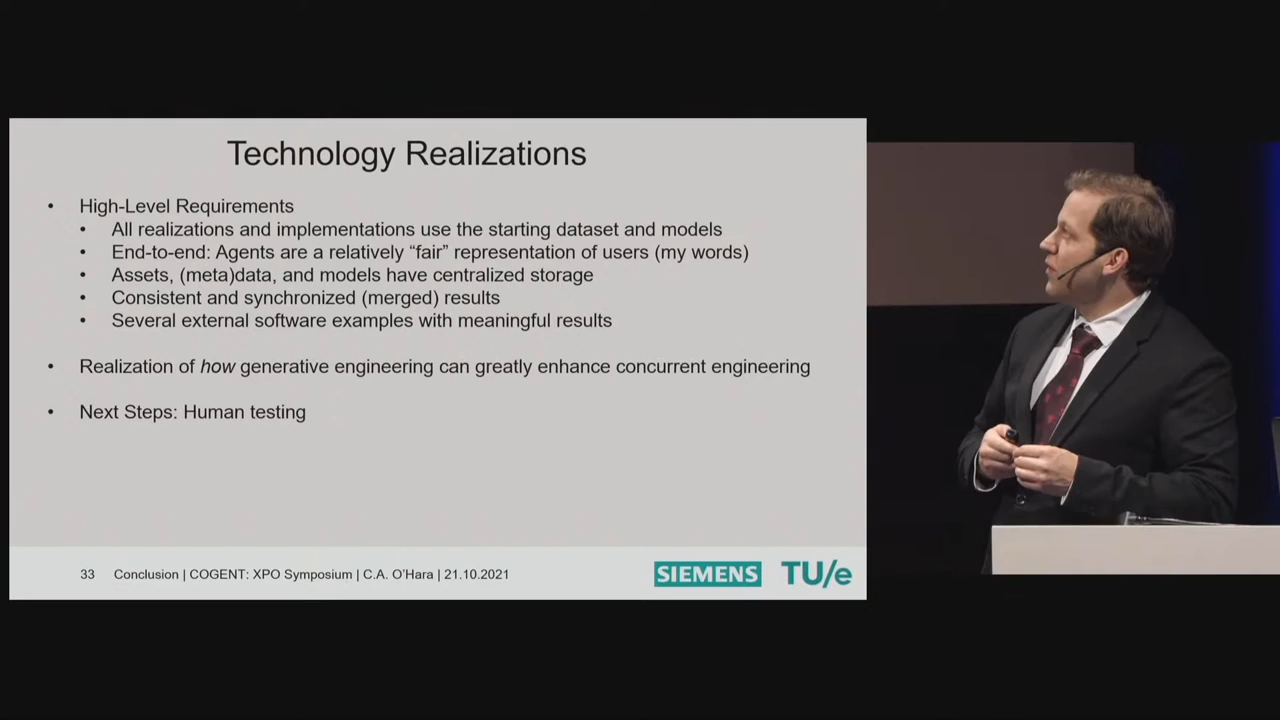 Technology Realizations
• High-Level Requirements
• All realizations and implementations use the starting dataset and models
• End-to-end: Agents are a relatively “fair” representation of users (my words)
• Assets, (meta)data, and models have centralized storage
• Consistent and synchronized (merged) results
• Several external software examples with meaningful results
• Realization of how generative engineering can greatly enhance concurrent engineering
• Next Steps: Human testing
33 Conclusion | COGENT: XPO Symposium | C.A. O’Hara | 21.10.2021 SIEMENS TU/e